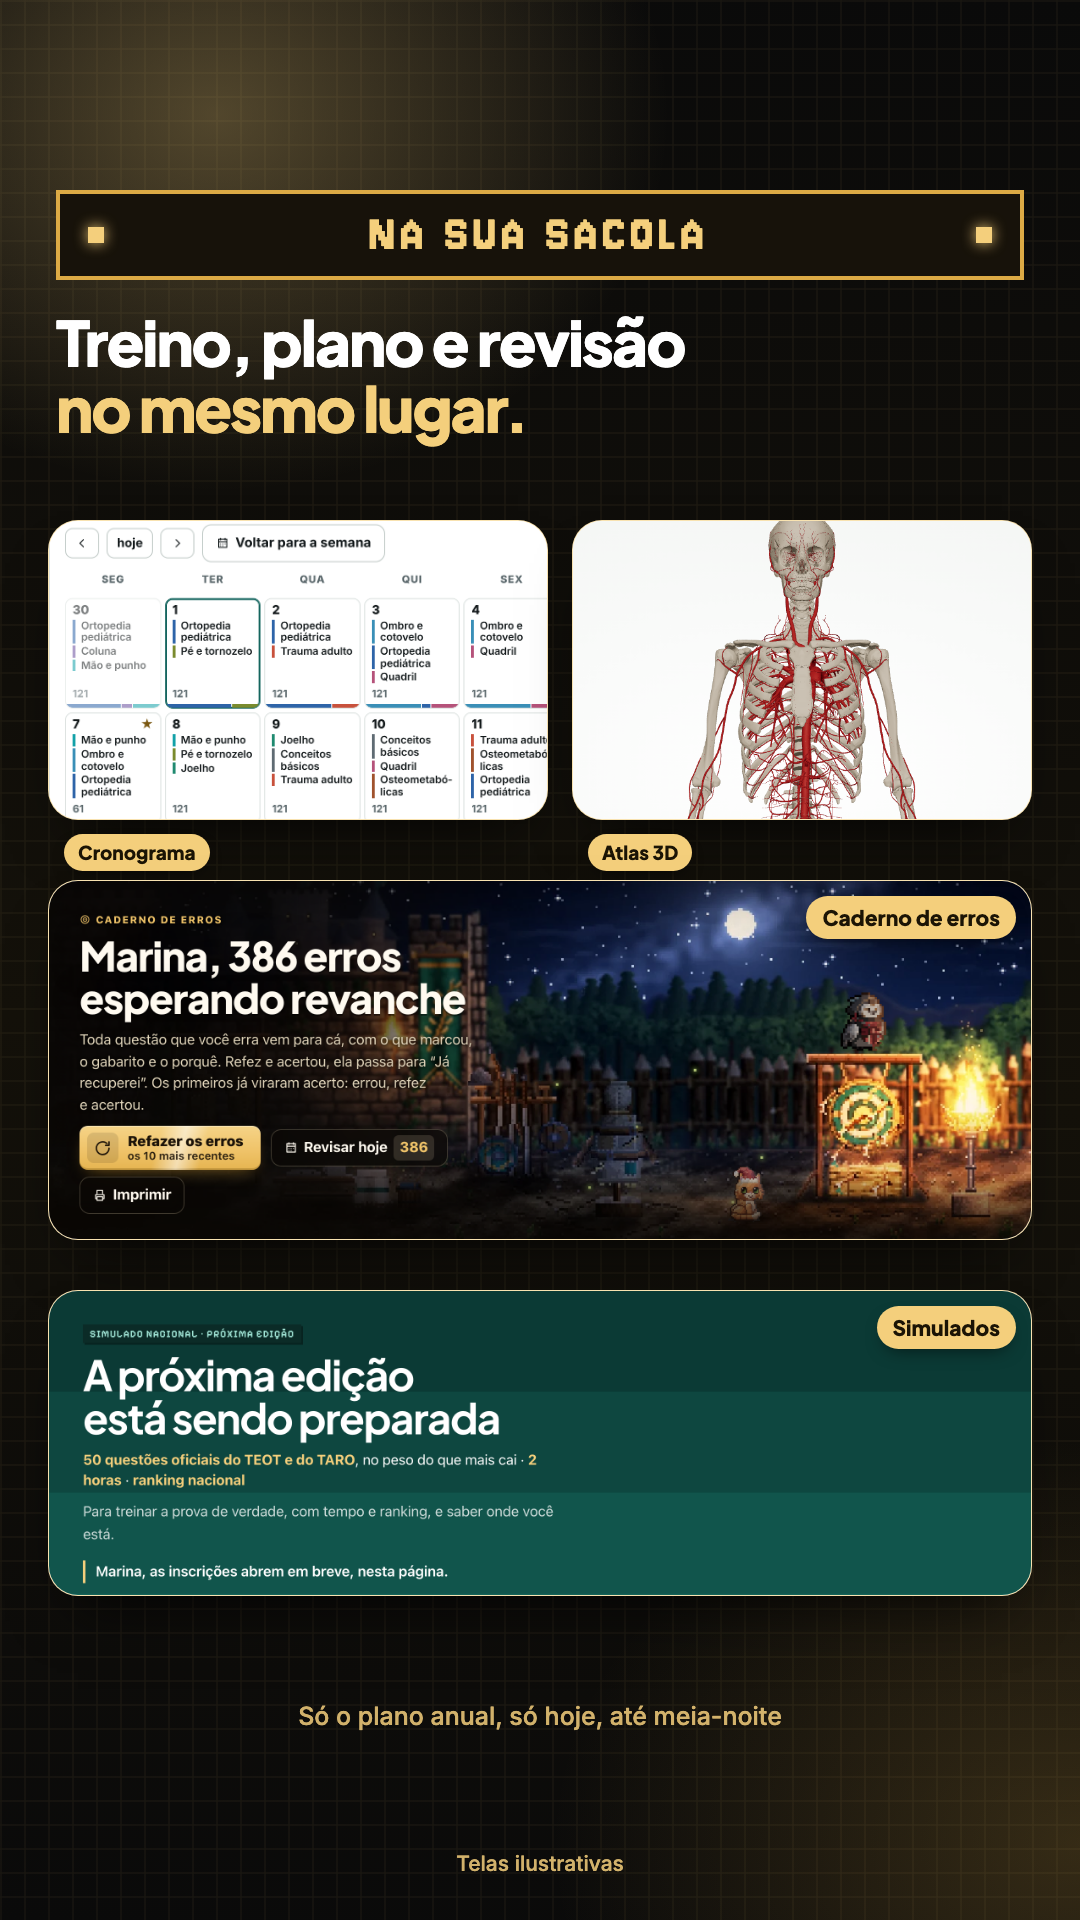 NA SUA SACOLA
Treino, plano e revisão
no mesmo lugar.
hoje
Voltar para a semana
SEG TER QUA QUI SEX
30
Ortopedia
pediátrica
Coluna
Mão e punho
121
1
Ortopedia
pediátrica
Pé e tornozelo
121
2
Ortopedia
pediátrica
Trauma adulto
121
3
Ombro e
cotovelo
Ortopedia
pediátrica
Quadril
121
4
Ombro e
cotovelo
Quadril
121
7 ★
Mão e punho
Ombro e
cotovelo
Ortopedia
pediátrica
61
8
Mão e punho
Pé e tornozelo
Joelho
121
9
Joelho
Conceitos
básicos
Trauma adulto
121
10
Conceitos
básicos
Quadril
Osteometabó-
licas
121
11
Trauma adult
Osteometabó
licas
Ortopedia
pediátrica
121
Cronograma
Atlas 3D
CADERNO DE ERROS
Caderno de erros
Marina, 386 erros
esperando revanche
Toda questão que você erra vem para cá, com o que marcou,
o gabarito e o porquê. Refez e acertou, ela passa para “Já
recuperei”. Os primeiros já viraram acerto: errou, refez
e acertou.
Refazer os erros
os 10 mais recentes
Revisar hoje 386
Imprimir
SIMULADO NACIONAL · PRÓXIMA EDIÇÃO
Simulados
A próxima edição
está sendo preparada
50 questões oficiais do TEOT e do TARO, no peso do que mais cai · 2
horas · ranking nacional
Para treinar a prova de verdade, com tempo e ranking, e saber onde você
está.
Marina, as inscrições abrem em breve, nesta página.
Só o plano anual, só hoje, até meia-noite
Telas ilustrativas